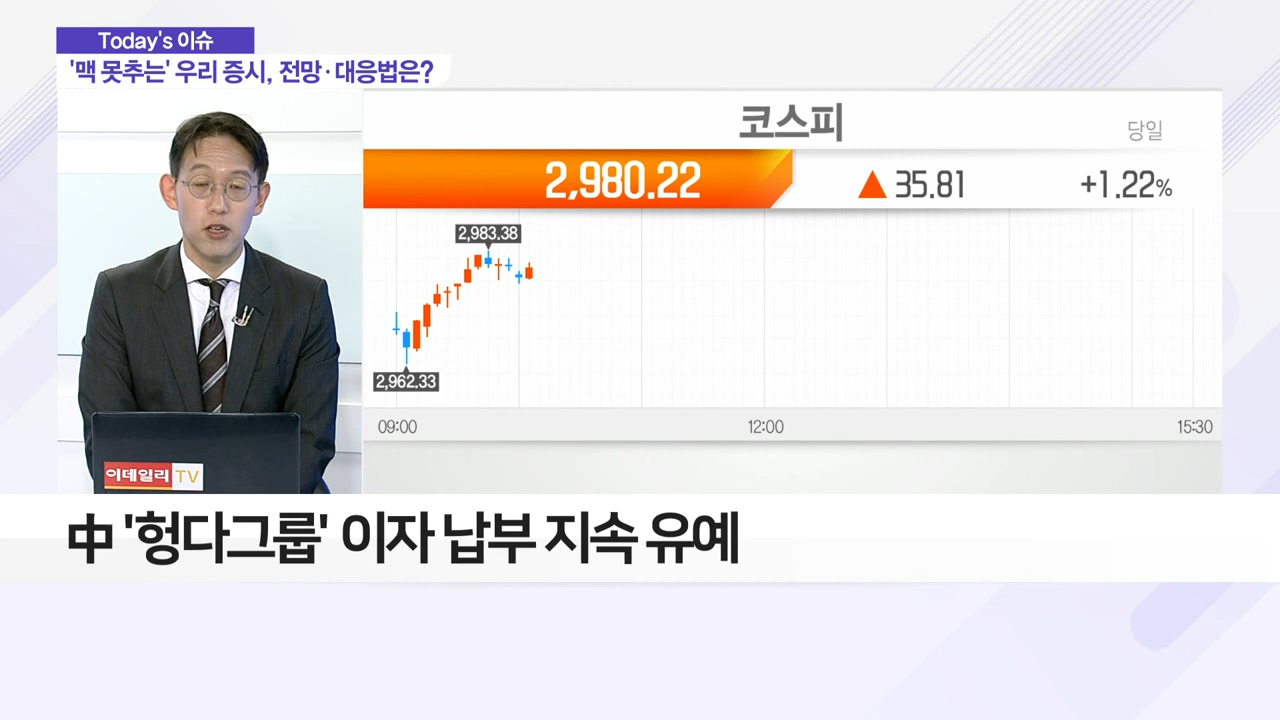 Today's 이슈
'맥 못추는' 우리 증시, 전망·대응법은?
코스피
당일
2,980.22
▲ 35.81
+1.22%
2,983.38
2,962.33
09:00
12:00
15:30
이데일리 TV
中 '헝다그룹' 이자 납부 지속 유예